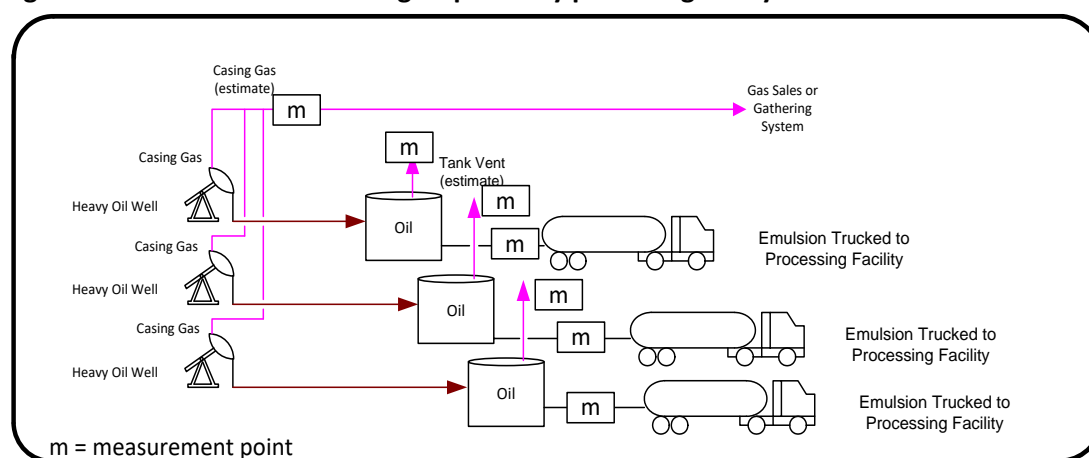 Casing Gas
(estimate)
m
Gas Sales or
Gathering
System
m
Casing Gas
Tank Vent
(estimate)
m
Heavy Oil Well
Oil
m
Emulsion Trucked to
Processing Facility
Casing Gas
Heavy Oil Well
m
Oil
m
Emulsion Trucked to
Processing Facility
Casing Gas
Heavy Oil Well
Oil
m
Emulsion Trucked to
Processing Facility
m = measurement point